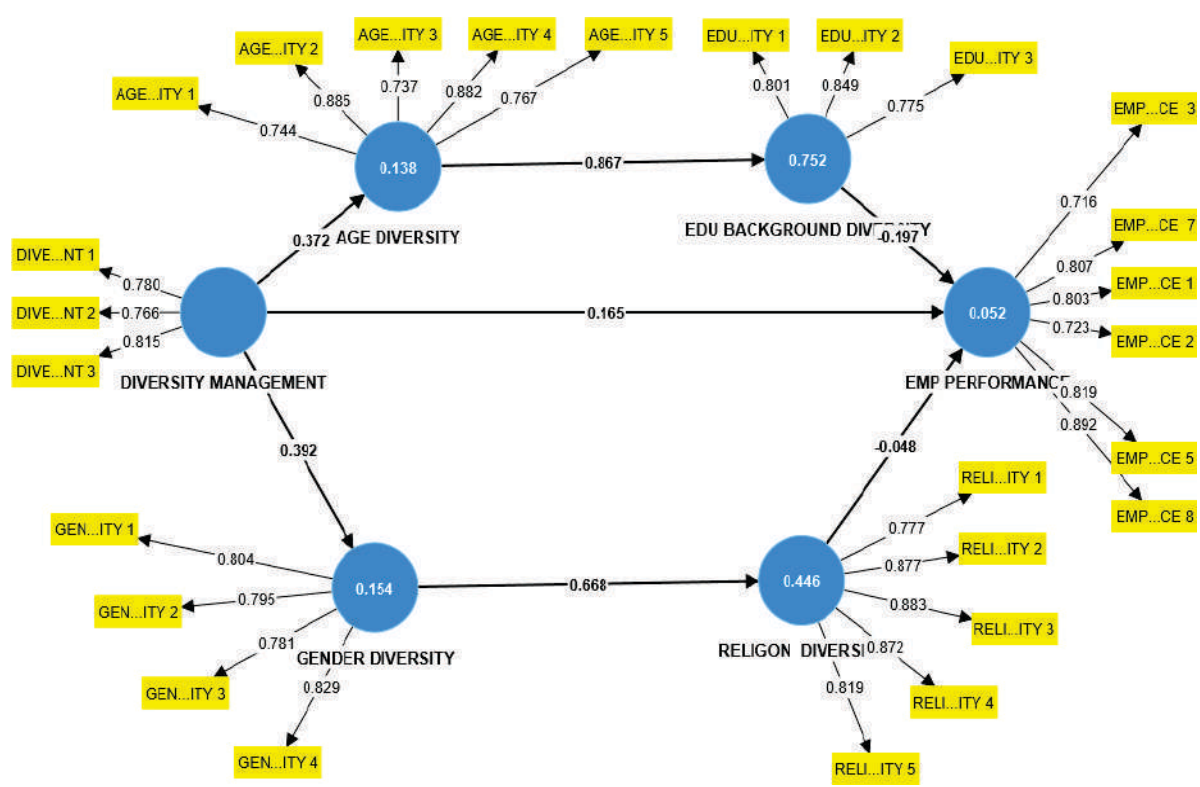 AGE...ITY 1
AGE...ITY 2
AGE...ITY 3
AGE...ITY 4
AGE...ITY 5
0.744
0.885
0.737
0.882
0.767
EDU...ITY 1
EDU...ITY 2
EDU...ITY 3
0.801
0.849
0.775
0.138
0.867
0.752
AGE DIVERSITY
EDU BACKGROUND DIVERSITY
0.372
-0.197
DIVE...NT 1
DIVE...NT 2
DIVE...NT 3
0.780
0.766
0.815
DIVERSITY MANAGEMENT
0.165
0.052
EMP PERFORMANCE
EMP...CE 3
EMP...CE 7
EMP...CE 1
EMP...CE 2
EMP...CE 5
EMP...CE 8
0.716
0.807
0.803
0.723
0.819
0.892
0.392
-0.048
GEN...ITY 1
GEN...ITY 2
GEN...ITY 3
GEN...ITY 4
0.804
0.795
0.781
0.829
0.154
GENDER DIVERSITY
0.668
0.446
RELIGON DIVERSI
RELI...ITY 1
RELI...ITY 2
RELI...ITY 3
RELI...ITY 4
RELI...ITY 5
0.777
0.877
0.883
0.872
0.819